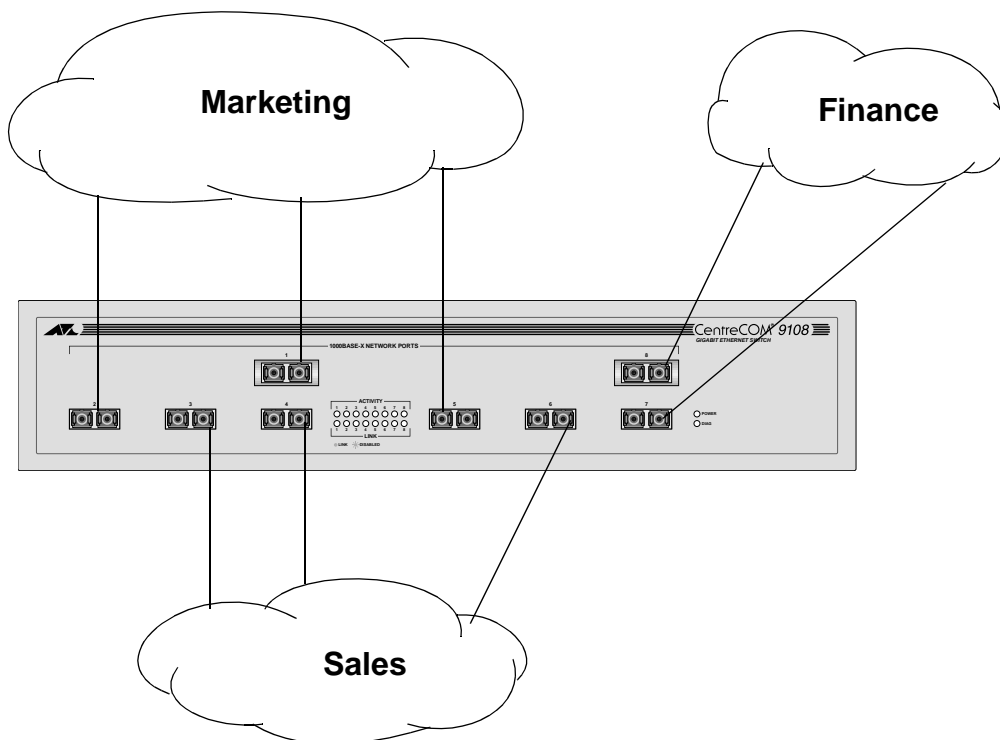 Marketing
Finance
CentreCOM® 9108
GIGABIT ETHERNET SWITCH
1000BASE-X NETWORK PORTS
1
8
ACTIVITY
2
3
4
1 2 3 4 5 6 7 8
5
6
7
POWER
1 2 3 4 5 6 7 8
DIAG
LINK
LINK
DISABLED
Sales